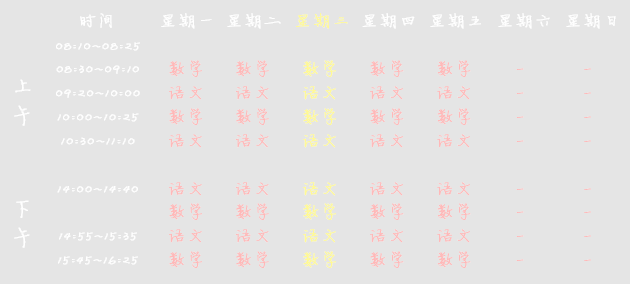 时间 星期一 星期二 星期三 星期四 星期五 星期六 星期日
08:10~08:25
08:30~09:10 数学 数学 数学 数学 数学 - -
上午
09:20~10:00 语文 语文 语文 语文 语文 - -
10:00~10:25 数学 数学 数学 数学 数学 - -
10:30~11:10 语文 语文 语文 语文 语文 - -
14:00~14:40 语文 语文 语文 语文 语文 - -
下午
数学 数学 数学 数学 数学 - -
14:55~15:35 语文 语文 语文 语文 语文 - -
15:45~16:25 数学 数学 数学 数学 数学 - -